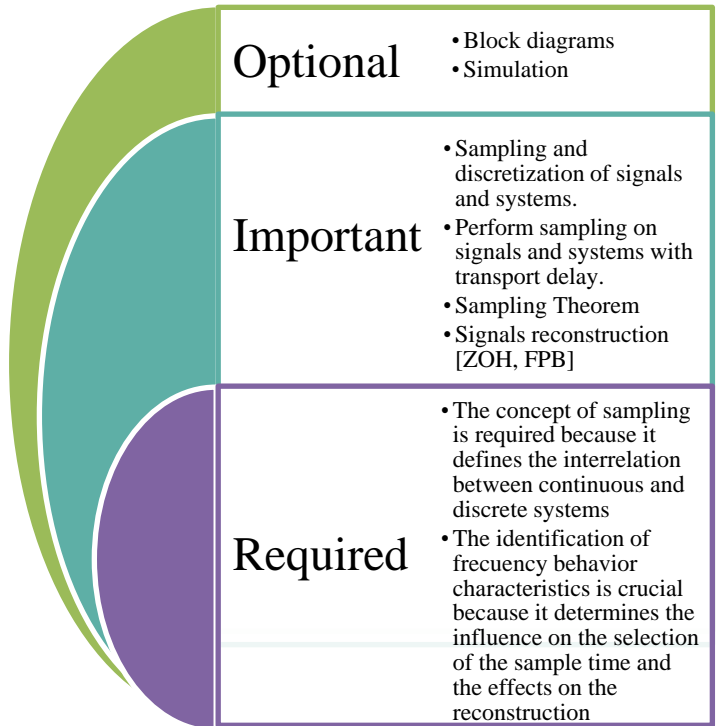 Optional
• Block diagrams
• Simulation
Important
• Sampling and
discretization of signals
and systems.
• Perform sampling on
signals and systems with
transport delay.
• Sampling Theorem
• Signals reconstruction
[ZOH, FPB]
Required
• The concept of sampling
is required because it
defines the interrelation
between continuous and
discrete systems
• The identification of
frecuency behavior
characteristics is crucial
because it determines the
influence on the selection
of the sample time and
the effects on the
reconstruction